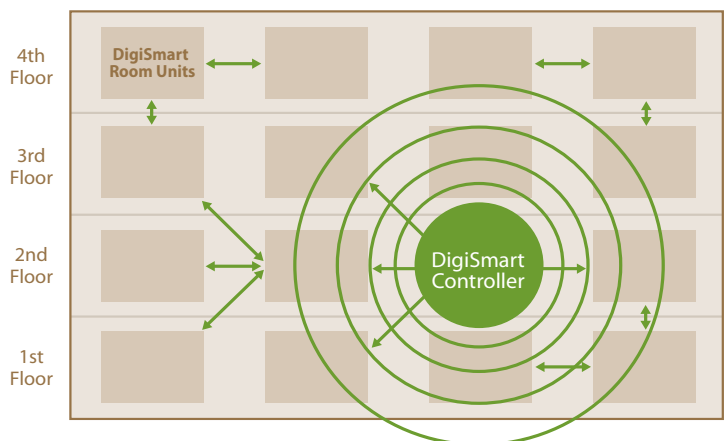 4th
Floor
DigiSmart
Room Units
3rd
Floor
2nd
Floor
DigiSmart
Controller
1st
Floor